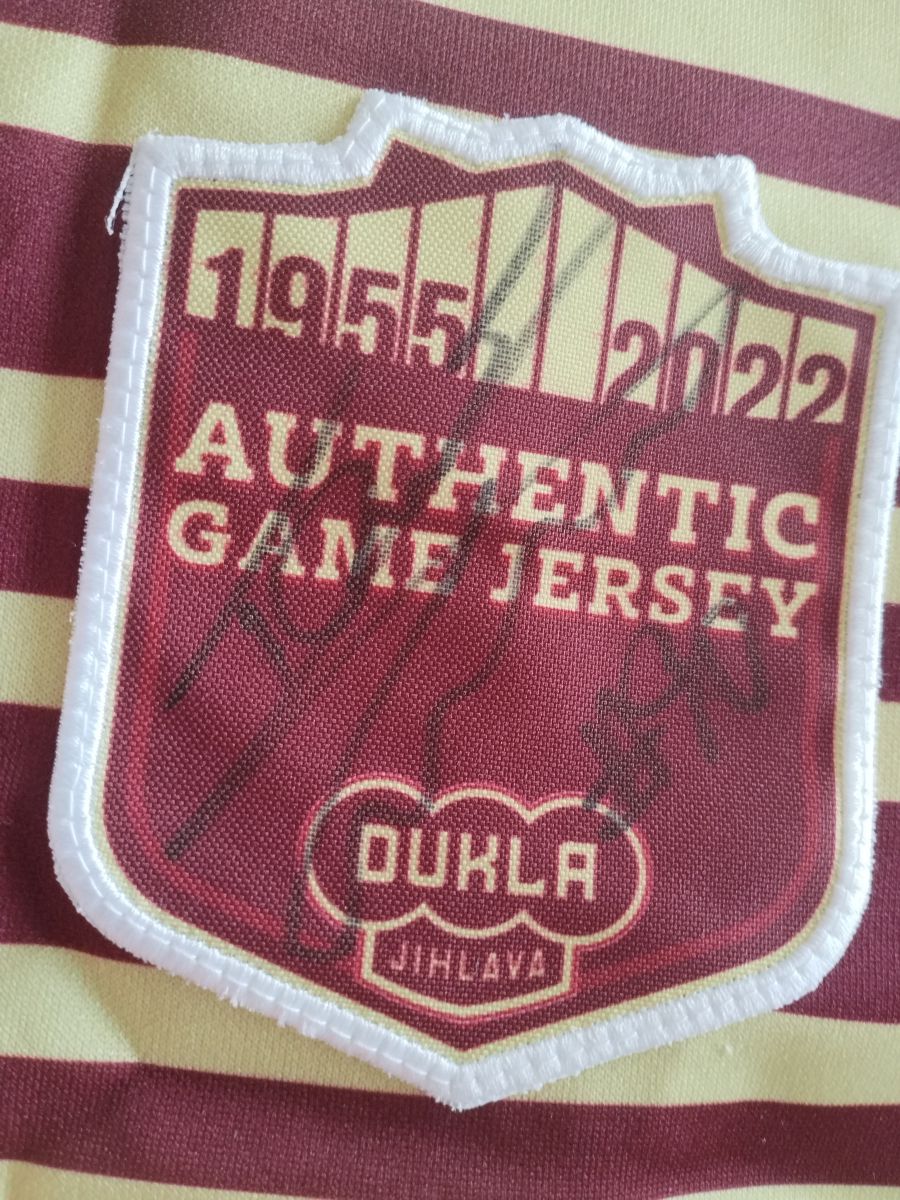 1955 2022
AUTHENTIC
GAME JERSEY
DUKLA
JIHLAVA